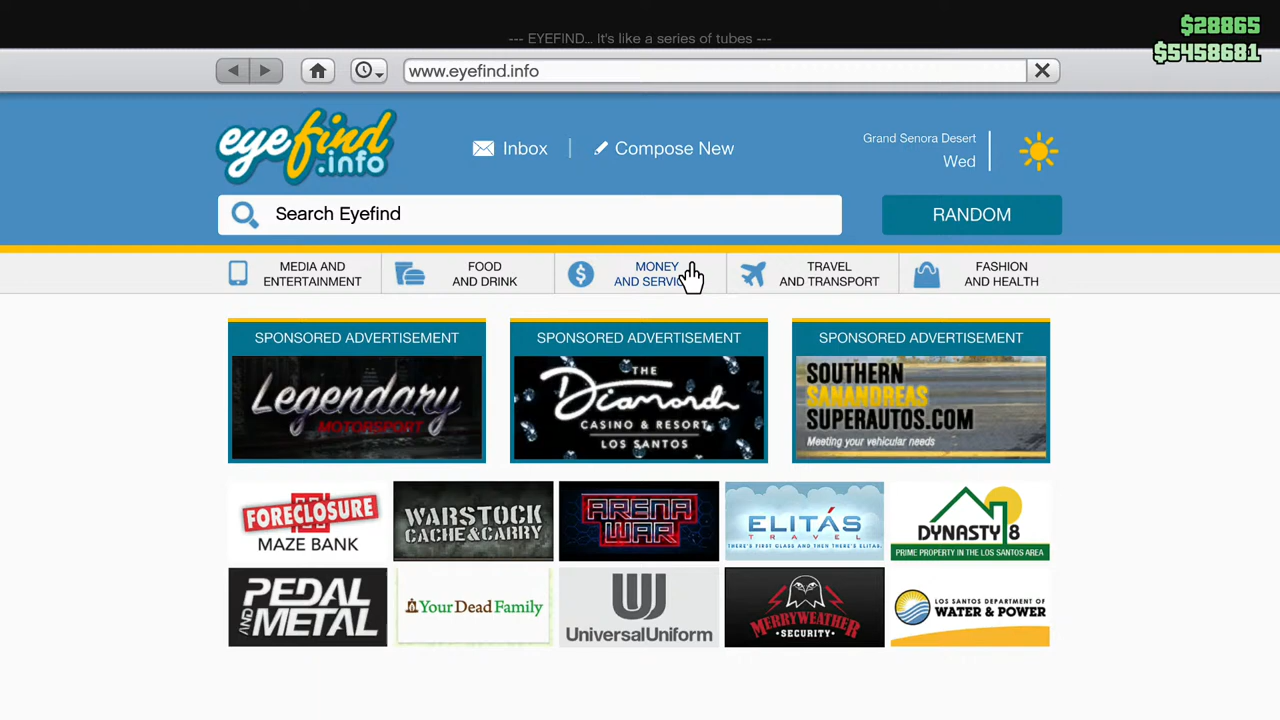 $28865
--- EYEFIND... It's like a series of tubes ---
$5458681
www.eyefind.info
eyefind.info
Inbox
Compose New
Grand Senora Desert
Wed
Search Eyefind
RANDOM
MEDIA AND
ENTERTAINMENT
FOOD
AND DRINK
MONEY
AND
TRAVEL
AND TRANSPORT
FASHION
AND HEALTH
SPONSORED ADVERTISEMENT
Legendary
MOTORSPORT
SPONSORED ADVERTISEMENT
THE
Diamond
CASINO & RESORT
LOS SANTOS
SPONSORED ADVERTISEMENT
SOUTHERN
SANANDREAS
SUPERAUTOS.COM
Meeting your vehicular needs
FORECLOSURE
MAZE BANK
WARSTOCK
CACHE & CARRY
ARENA
WAR
ELITÁS
TRAVEL
THERE'S FIRST CLASS AND THEN THERE'S ELITAS.
DYNASTY 8
PRIME PROPERTY IN THE LOS SANTOS AREA
PEDAL
AND METAL
Your Dead Family
UniversalUniform
MERRYWEATHER
SECURITY
LOS SANTOS DEPARTMENT OF
WATER & POWER